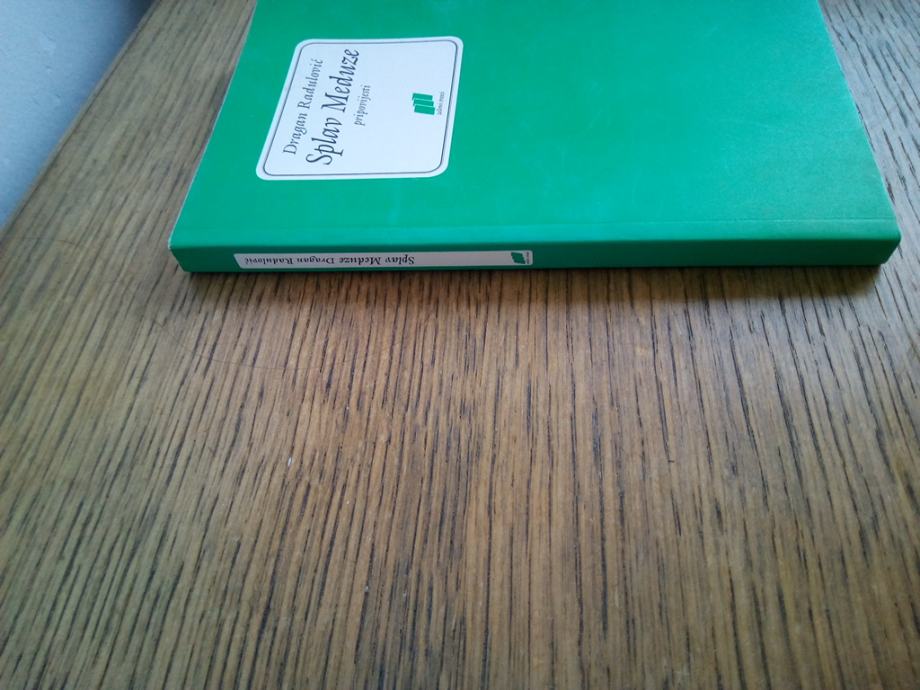 Dragan Radulović
Splav Meduze
pripovijesti
Splav Meduze Dragan Radulović